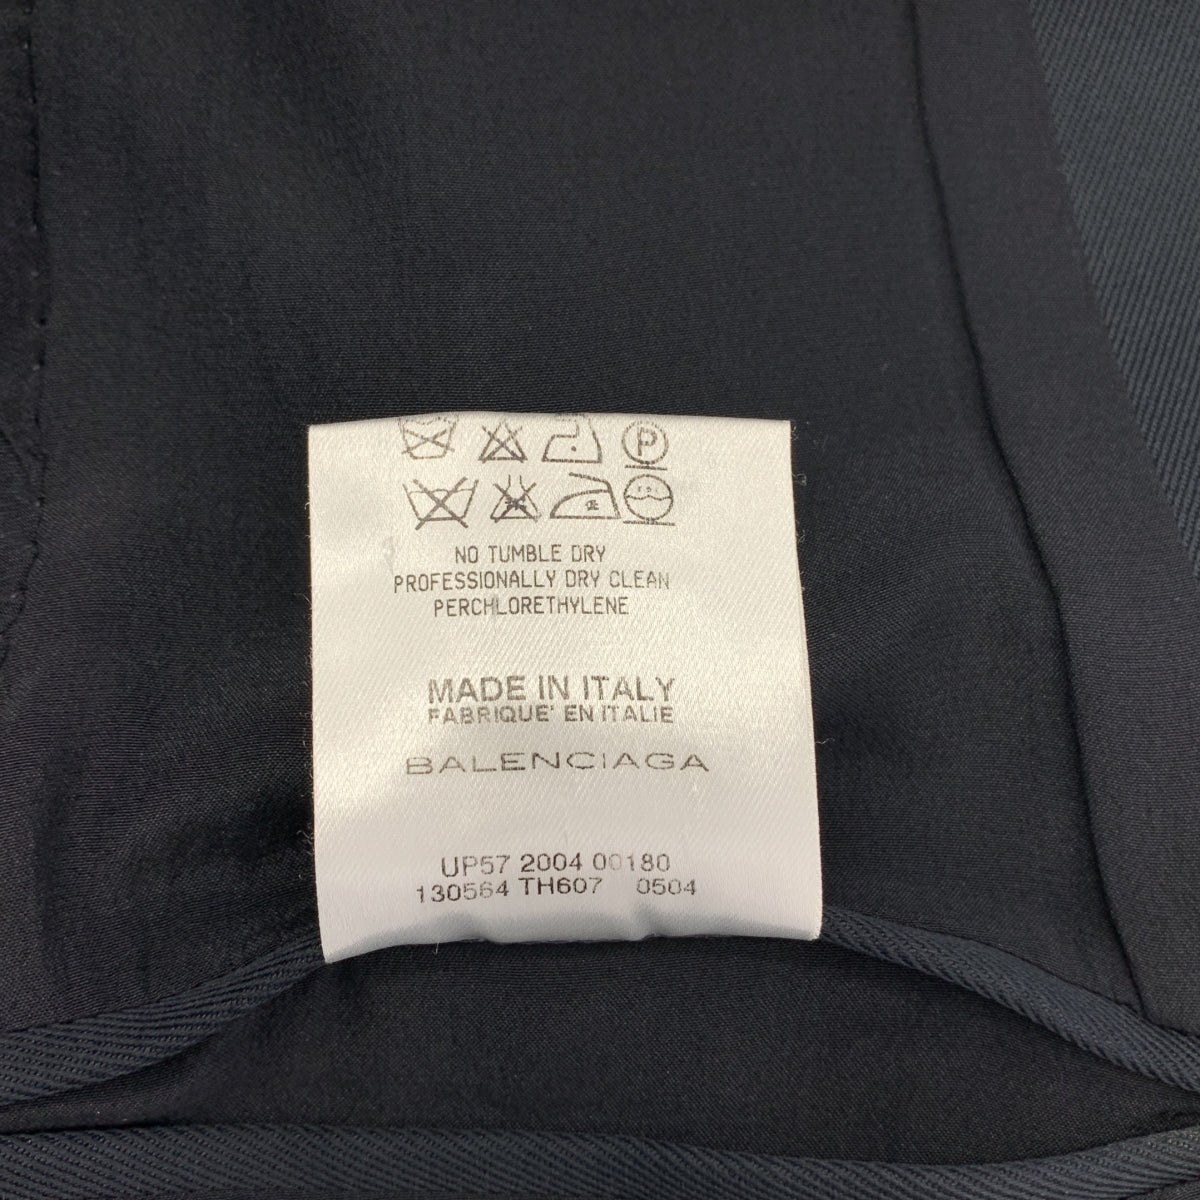 P
NO TUMBLE DRY
PROFESSIONALLY DRY CLEAN
PERCHLORETHYLENE
MADE IN ITALY
FABRIQUE' EN ITALIE
BALENCIAGA
UP57 2004 00180
130564 TH607 0504